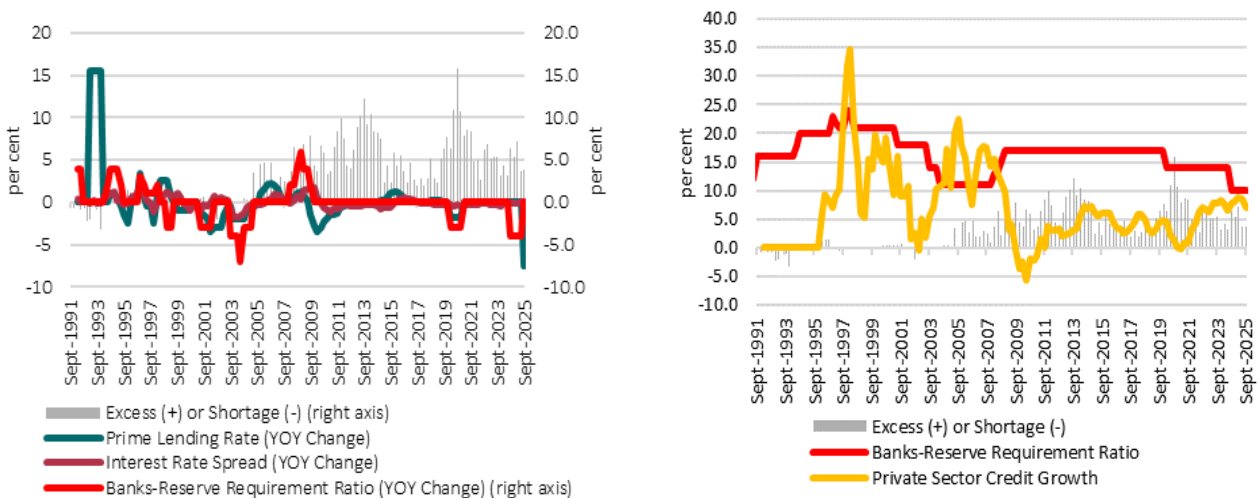 20
15
10
5
0
-5
-10
per cent
20.0
15.0
10.0
5.0
0.0
-5.0
-10.0
per cent
Sept-1991
Sept-1993
Sept-1995
Sept-1997
Sept-1999
Sept-2001
Sept-2003
Sept-2005
Sept-2007
Sept-2009
Sept-2011
Sept-2013
Sept-2015
Sept-2017
Sept-2019
Sept-2021
Sept-2023
Sept-2025
Excess (+) or Shortage (-) (right axis)
Prime Lending Rate (YOY Change)
Interest Rate Spread (YOY Change)
Banks-Reserve Requirement Ratio (YOY Change) (right axis)
40.0
35.0
30.0
25.0
20.0
15.0
10.0
5.0
0.0
-5.0
-10.0
per cent
Sept-1991
Sept-1993
Sept-1995
Sept-1997
Sept-1999
Sept-2001
Sept-2003
Sept-2005
Sept-2007
Sept-2009
Sept-2011
Sept-2013
Sept-2015
Sept-2017
Sept-2019
Sept-2021
Sept-2023
Sept-2025
Excess (+) or Shortage (-)
Banks-Reserve Requirement Ratio
Private Sector Credit Growth